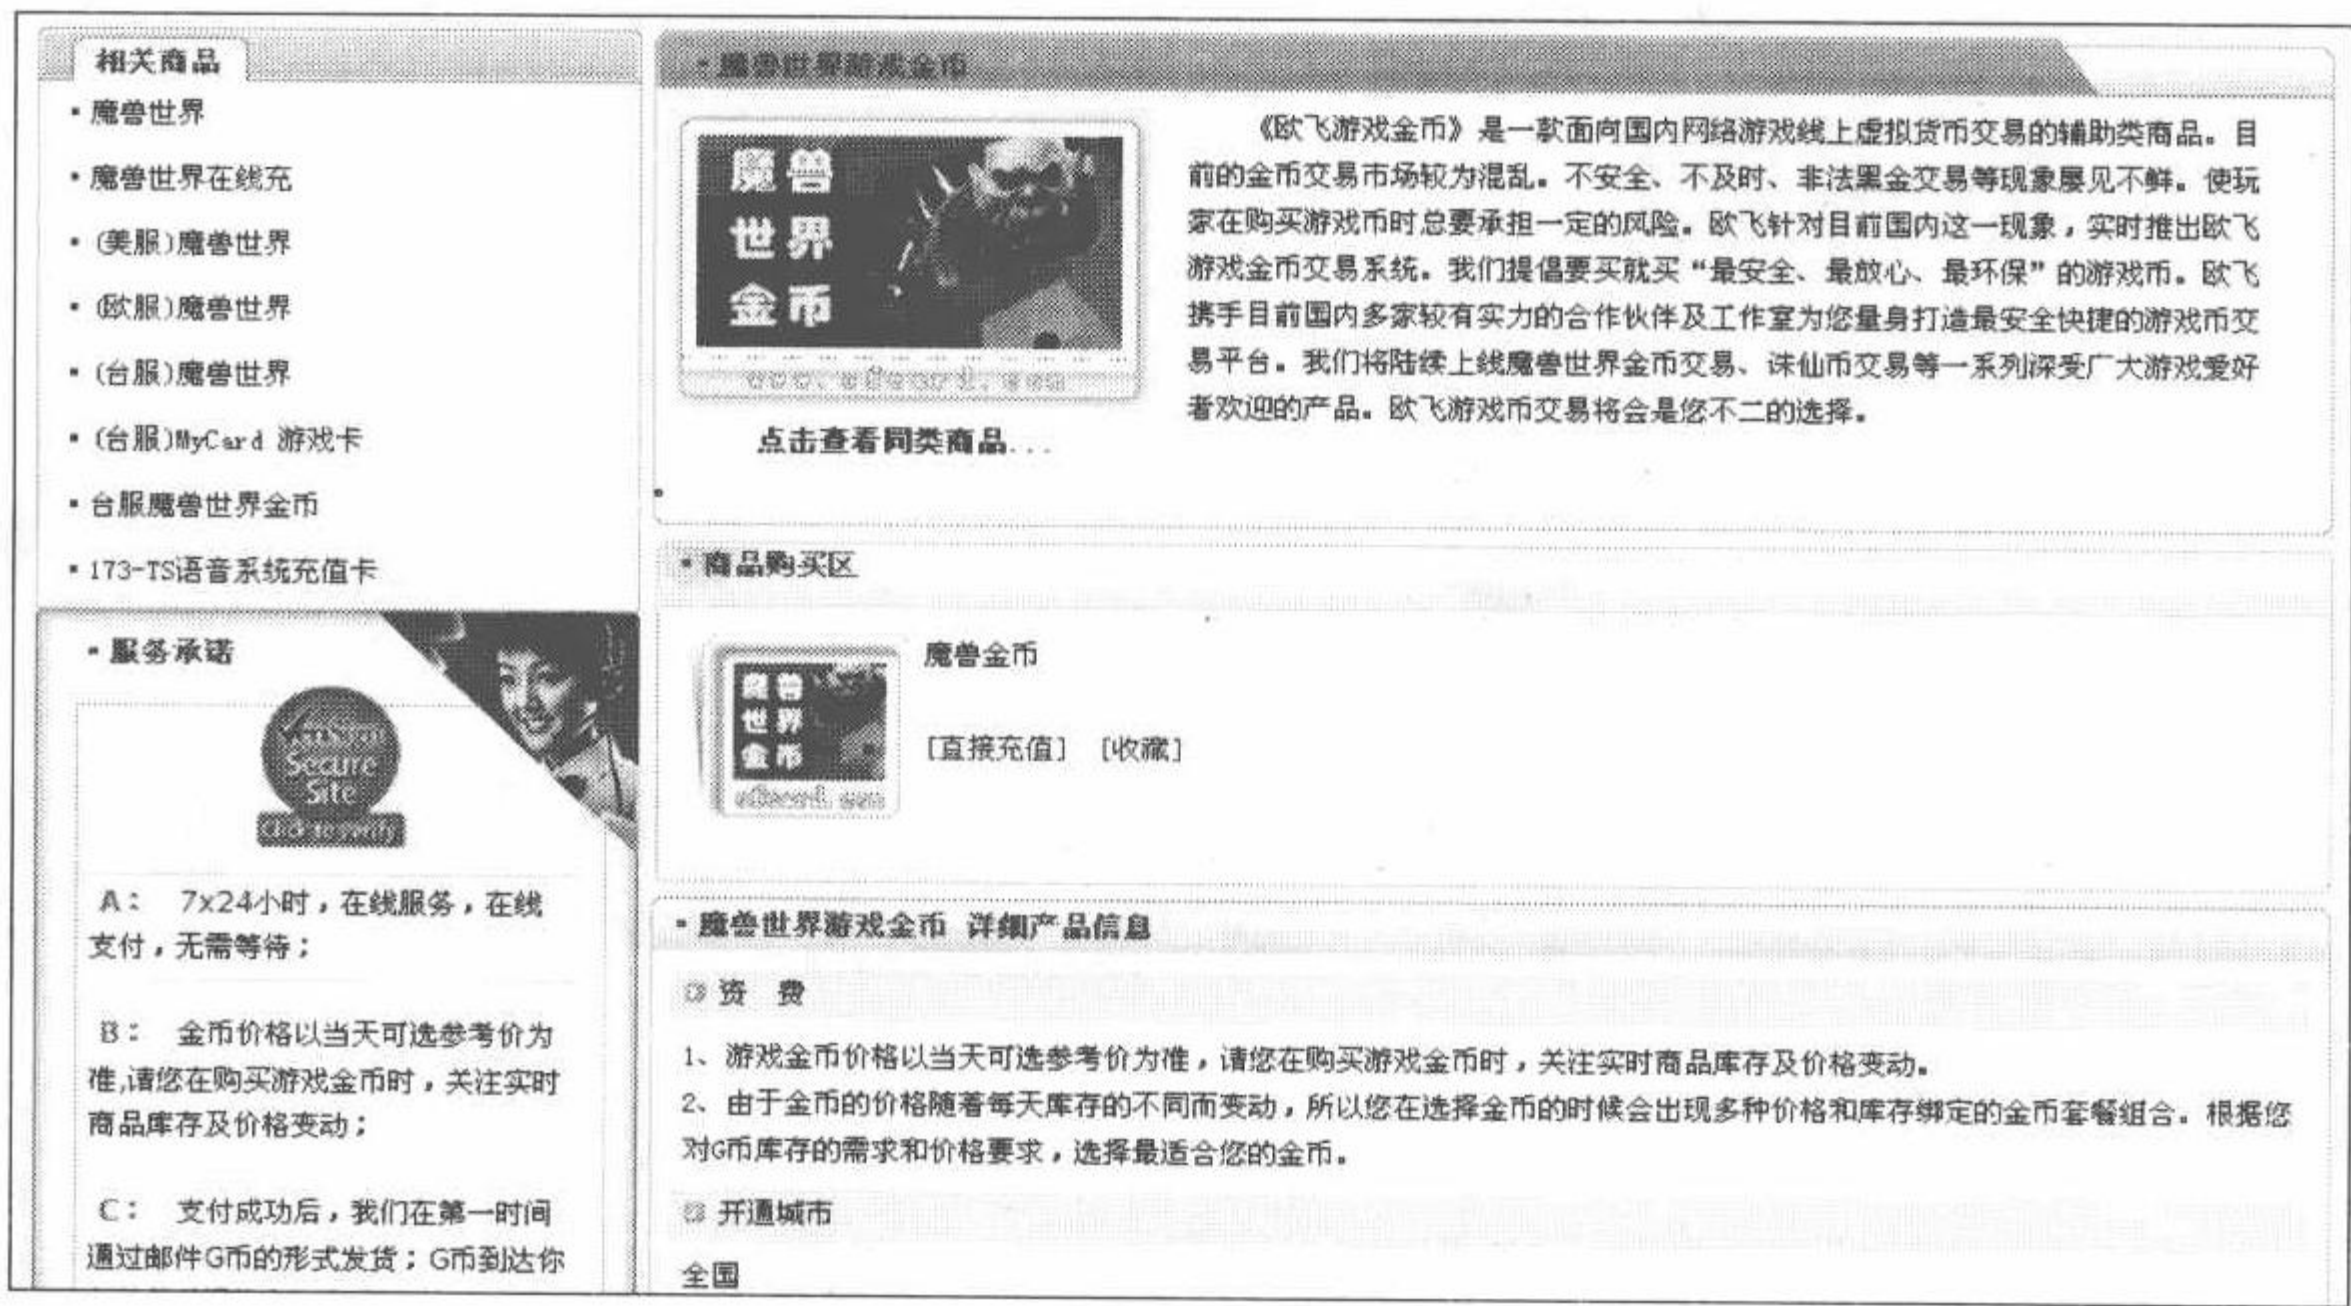 相关商品
▪ 魔兽世界
▪ 魔兽世界在线充
▪ (美服)魔兽世界
▪ (欧服)魔兽世界
▪ (台服)魔兽世界
▪ (台服)MyCard 游戏卡
▪ 台服魔兽世界金币
▪ 173-TS语音系统充值卡
▪ 服务承诺
Secure
Site
Click to verify
A： 7x24小时，在线服务，在线
支付，无需等待；
B： 金币价格以当天可选参考价为
准,请您在购买游戏金币时，关注实时
商品库存及价格变动；
C： 支付成功后，我们在第一时间
通过邮件G币的形式发货；G币到达你
▪ 魔兽世界游戏金币
魔兽
世界
金币
点击查看同类商品...
《欧飞游戏金币》是一款面向国内网络游戏线上虚拟货币交易的辅助类商品。目
前的金币交易市场较为混乱。不安全、不及时、非法黑金交易等现象屡见不鲜。使玩
家在购买游戏币时总要承担一定的风险。欧飞针对目前国内这一现象，实时推出欧飞
游戏金币交易系统。我们提倡要买就买“最安全、最放心、最环保”的游戏币。欧飞
携手目前国内多家较有实力的合作伙伴及工作室为您量身打造最安全快捷的游戏币交
易平台。我们将陆续上线魔兽世界金币交易、诛仙币交易等一系列深受广大游戏爱好
者欢迎的产品。欧飞游戏币交易将会是您不二的选择。
▪ 商品购买区
魔兽
世界
金币
魔兽金币
[直接充值] [收藏]
▪ 魔兽世界游戏金币 详细产品信息
资 费
1、游戏金币价格以当天可选参考价为准，请您在购买游戏金币时，关注实时商品库存及价格变动。
2、由于金币的价格随着每天库存的不同而变动，所以您在选择金币的时候会出现多种价格和库存绑定的金币套餐组合。根据您
对G币库存的需求和价格要求，选择最适合您的金币。
开通城市
全国